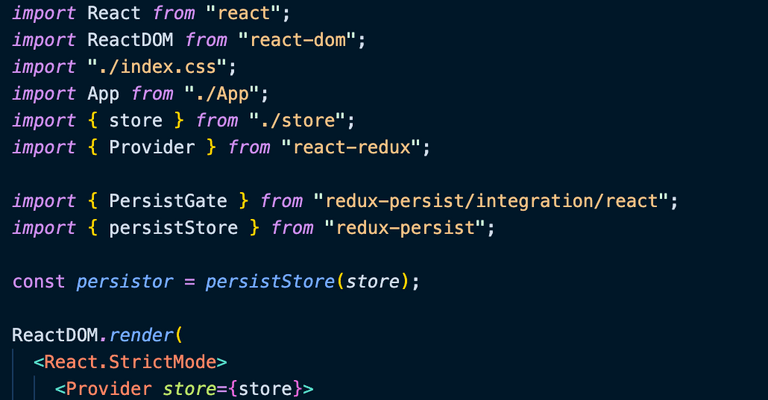 import React from "react";
import ReactDOM from "react-dom";
import "./index.css";
import App from "./App";
import { store } from "./store";
import { Provider } from "react-redux";

import { PersistGate } from "redux-persist/integration/react";
import { persistStore } from "redux-persist";

const persistor = persistStore(store);

ReactDOM.render(
  <React.StrictMode>
    <Provider store={store}>